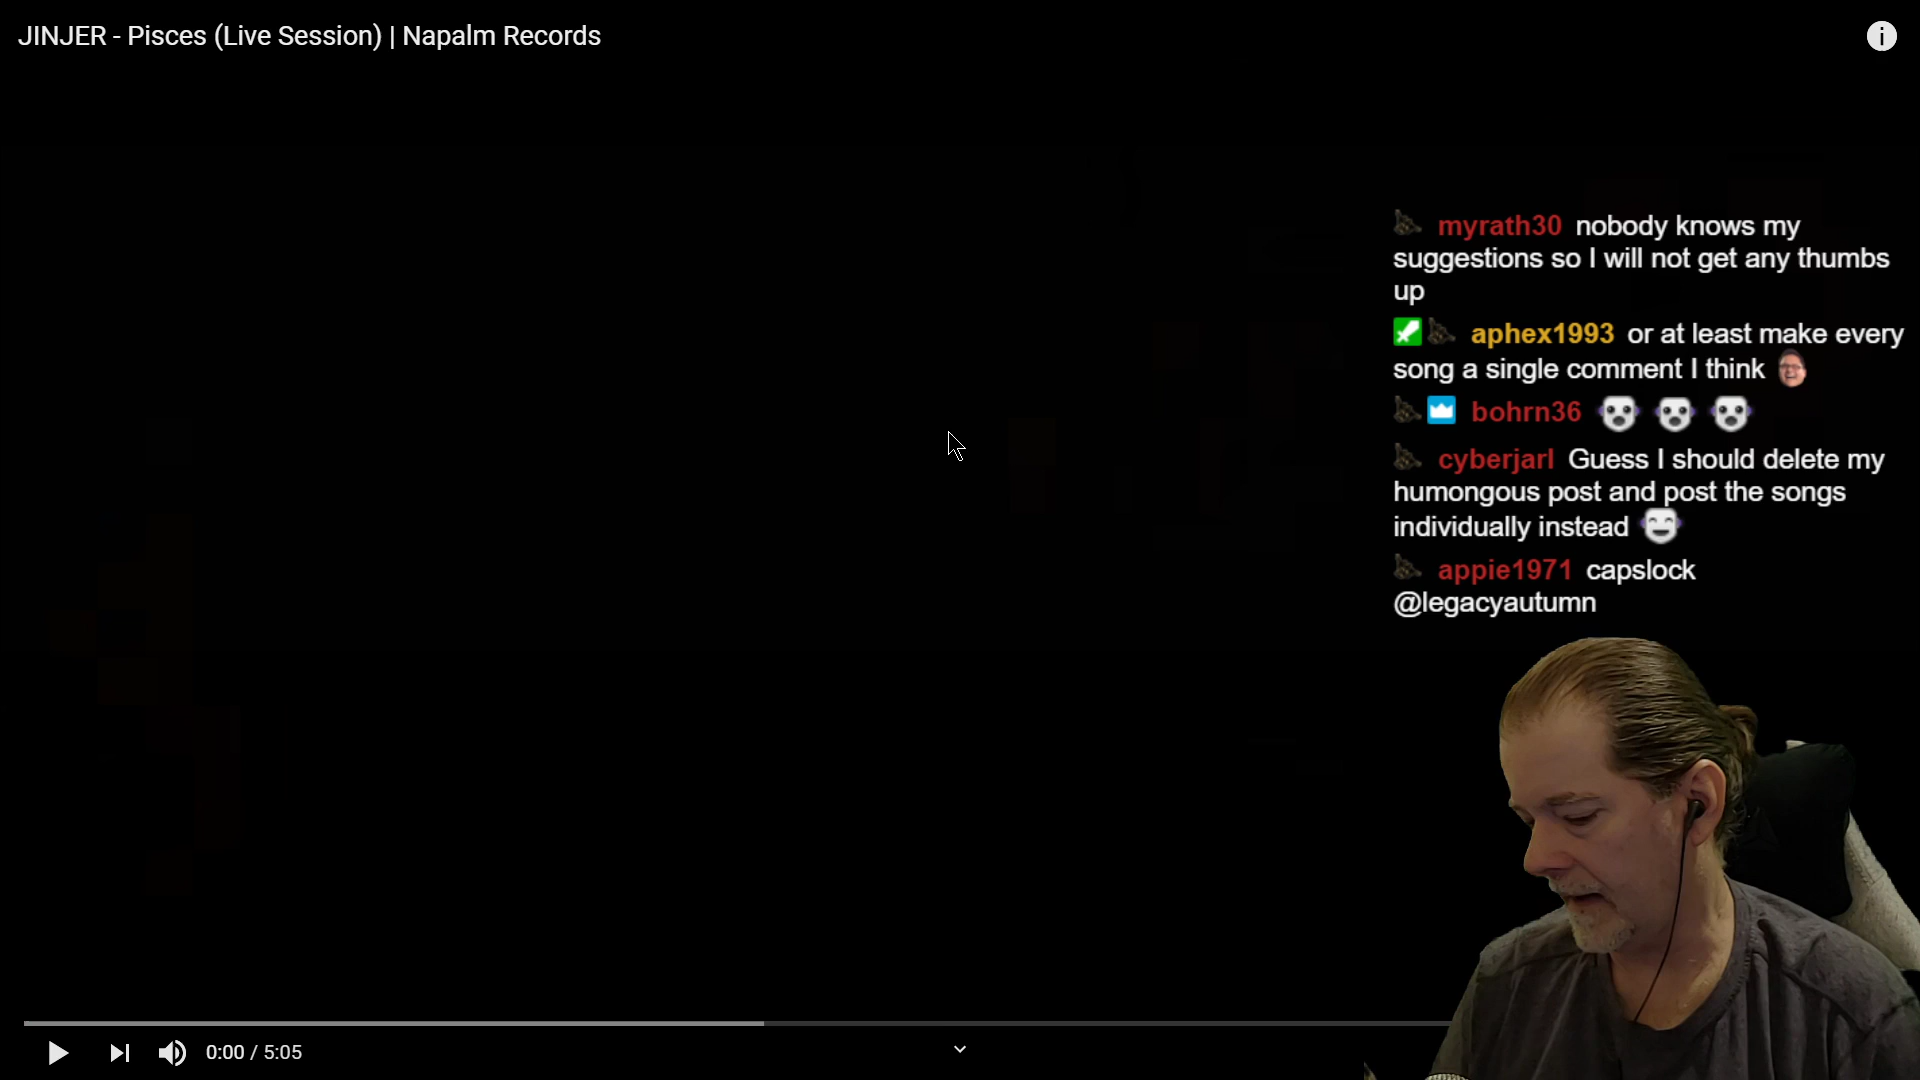 JINJER - Pisces (Live Session) | Napalm Records
myrath30 nobody knows my
suggestions so I will not get any thumbs
up
aphex1993 or at least make every
song a single comment I think
bohrn36
cyberjarl Guess I should delete my
humongous post and post the songs
individually instead
appie1971 capslock
@legacyautumn
0:00 / 5:05